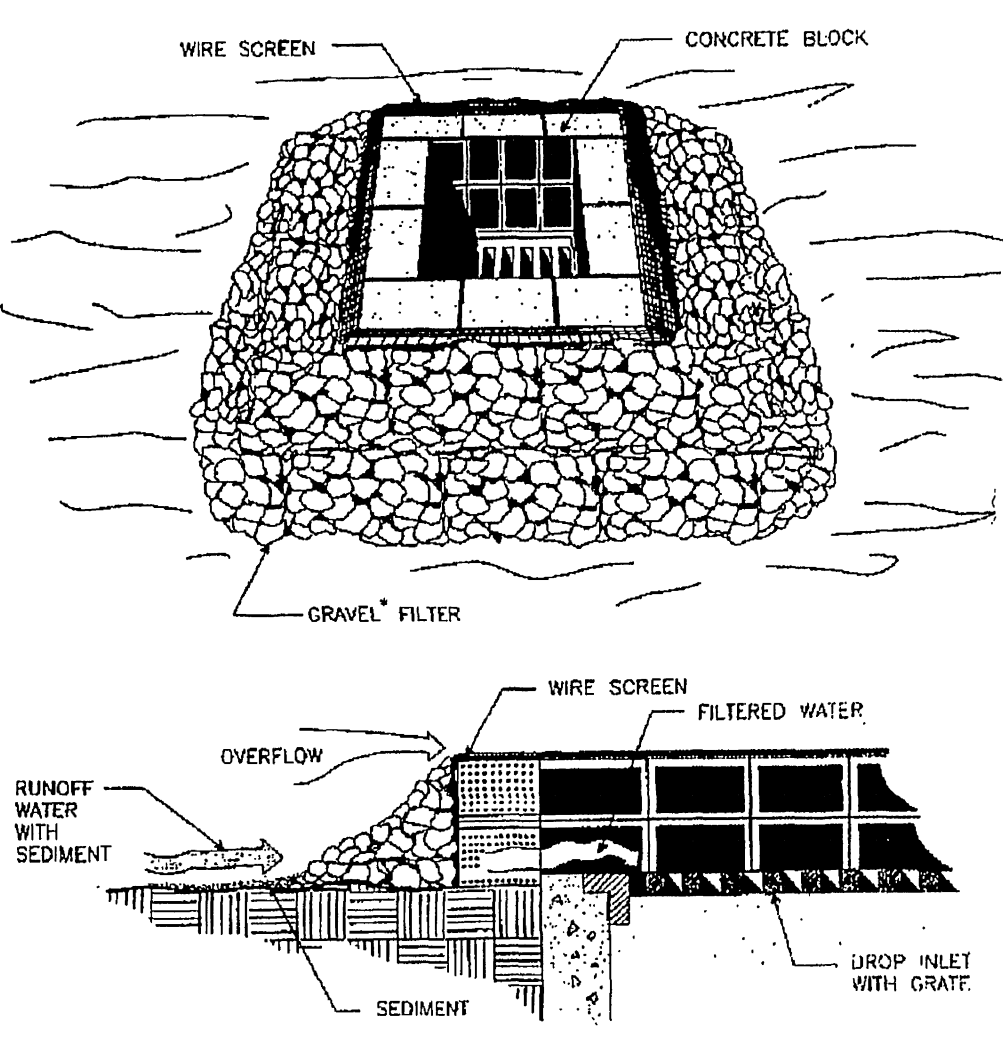 WIRE SCREEN
CONCRETE BLOCK
GRAVEL* FILTER
WIRE SCREEN
FILTERED WATER
OVERFLOW
RUNOFF
WATER
WITH
SEDIMENT
DROP INLET
WITH GRATE
SEDIMENT